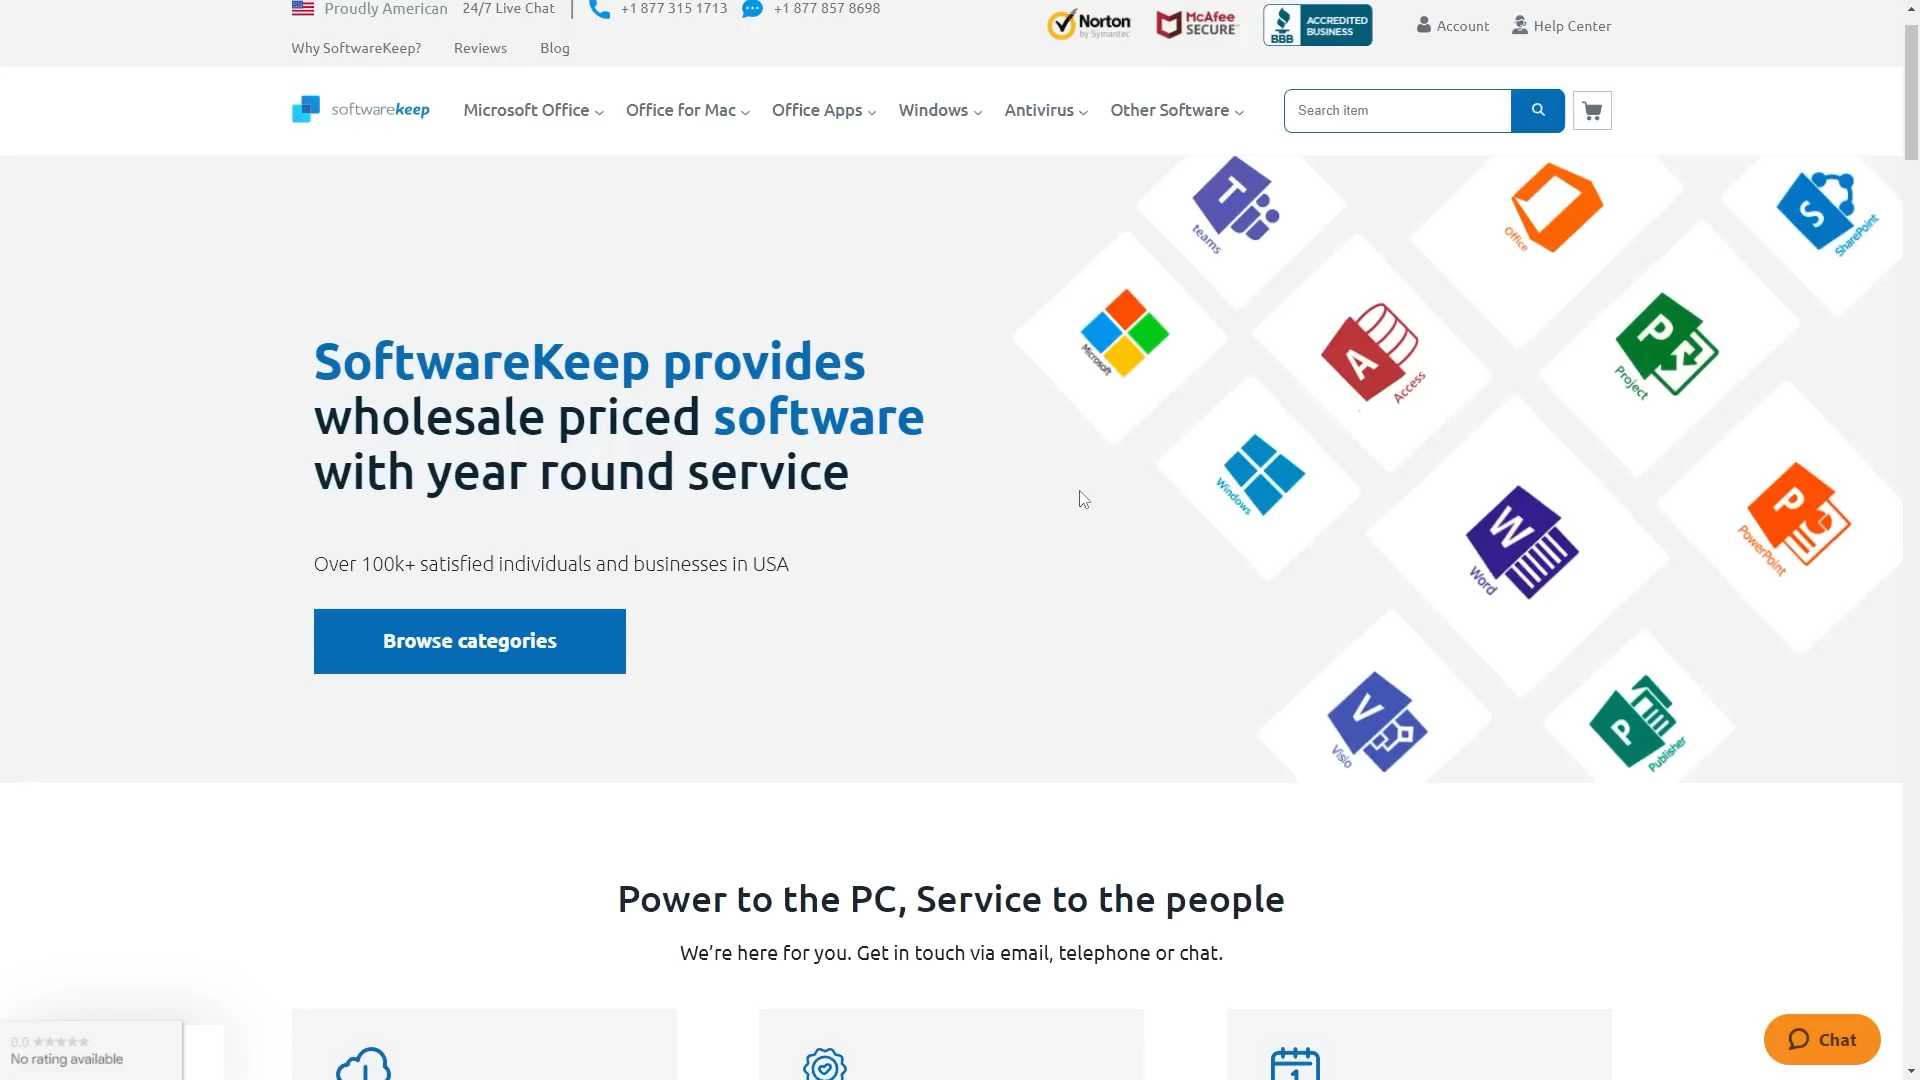 Proudly American 24/7 Live Chat +1 877 315 1713 +1 877 857 8698
Norton
by Symantec
McAfee
SECURE
BBB
ACCREDITED
BUSINESS
Account Help Center
Why SoftwareKeep? Reviews Blog
softwarekeep Microsoft Office Office for Mac Office Apps Windows Antivirus Other Software Search item
T
teams
Office
S
SharePoint
Microsoft
A
Access
P
Project
SoftwareKeep provides
wholesale priced software
with year round service
Windows
W
Word
P
PowerPoint
Over 100k+ satisfied individuals and businesses in USA
Browse categories
V
Visio
P
Publisher
Power to the PC, Service to the people
We’re here for you. Get in touch via email, telephone or chat.
0.0 ★★★★★
No rating available
1
Chat